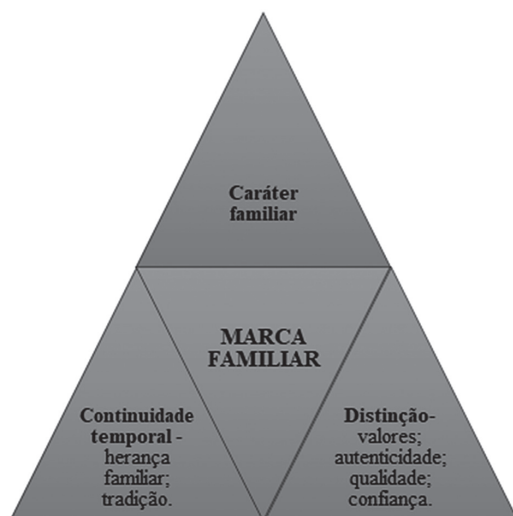 Caráter
familiar
MARCA
FAMILIAR
Continuidade
temporal -
herança
familiar;
tradição.
Distinção-
valores;
autenticidade;
qualidade;
confiança.